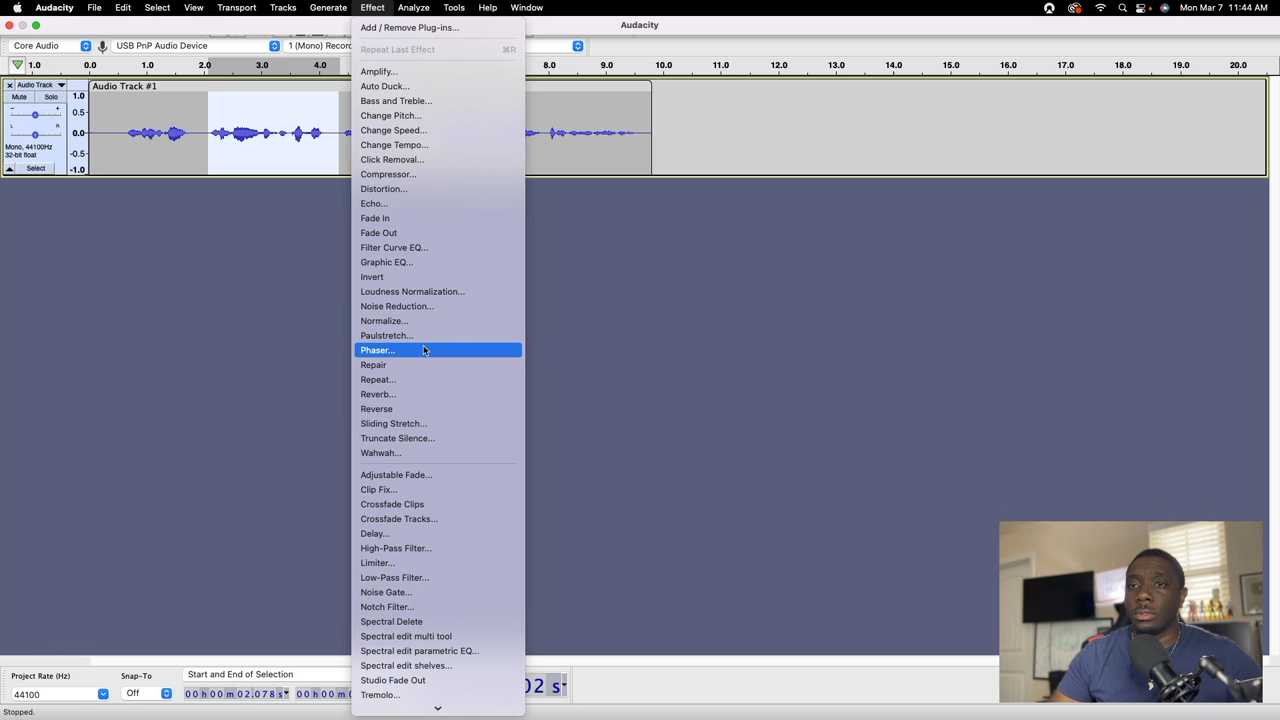 Audacity File Edit Select View Transport Tracks Generate Effect Analyze Tools Help Window Mon Mar 7 11:44 AM
Audacity
Core Audio USB PnP Audio Device 1 (Mono) Record
1.0 0.0 1.0 2.0 3.0 4.0 8.0 9.0 10.0 11.0 12.0 13.0 14.0 15.0 16.0 17.0 18.0 19.0 20.0
Audio Track
Mute Solo
- +
L R
Mono, 44100Hz
32-bit float
Select
1.0
0.5
0.0
-0.5
-1.0
Audio Track #1
Add / Remove Plug-ins...
Repeat Last Effect ⌘R
Amplify...
Auto Duck...
Bass and Treble...
Change Pitch...
Change Speed...
Change Tempo...
Click Removal...
Compressor...
Distortion...
Echo...
Fade In
Fade Out
Filter Curve EQ...
Graphic EQ...
Invert
Loudness Normalization...
Noise Reduction...
Normalize...
Paulstretch...
Phaser...
Repair
Repeat...
Reverb...
Reverse
Sliding Stretch...
Truncate Silence...
Wahwah...
Adjustable Fade...
Clip Fix...
Crossfade Clips
Crossfade Tracks...
Delay...
High-Pass Filter...
Limiter...
Low-Pass Filter...
Noise Gate...
Notch Filter...
Spectral Delete
Spectral edit multi tool
Spectral edit parametric EQ...
Spectral edit shelves...
Studio Fade Out
Tremolo...
Project Rate (Hz) Snap-To Start and End of Selection
44100 Off 00 h 00 m 02.078 s 00 h 00 m 02 s
Stopped.